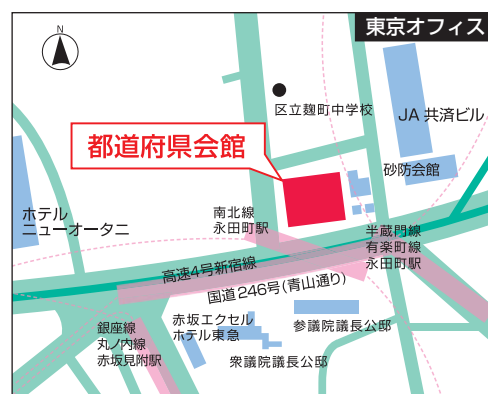 東京オフィス
N
区立麹町中学校
JA共済ビル
都道府県会館
砂防会館
ホテル
ニューオータニ
南北線
永田町駅
半蔵門線
有楽町線
永田町駅
高速4号新宿線
国道246号(青山通り)
銀座線
丸ノ内線
赤坂見附駅
赤坂エクセル
ホテル東急
参議院議長公邸
衆議院議長公邸